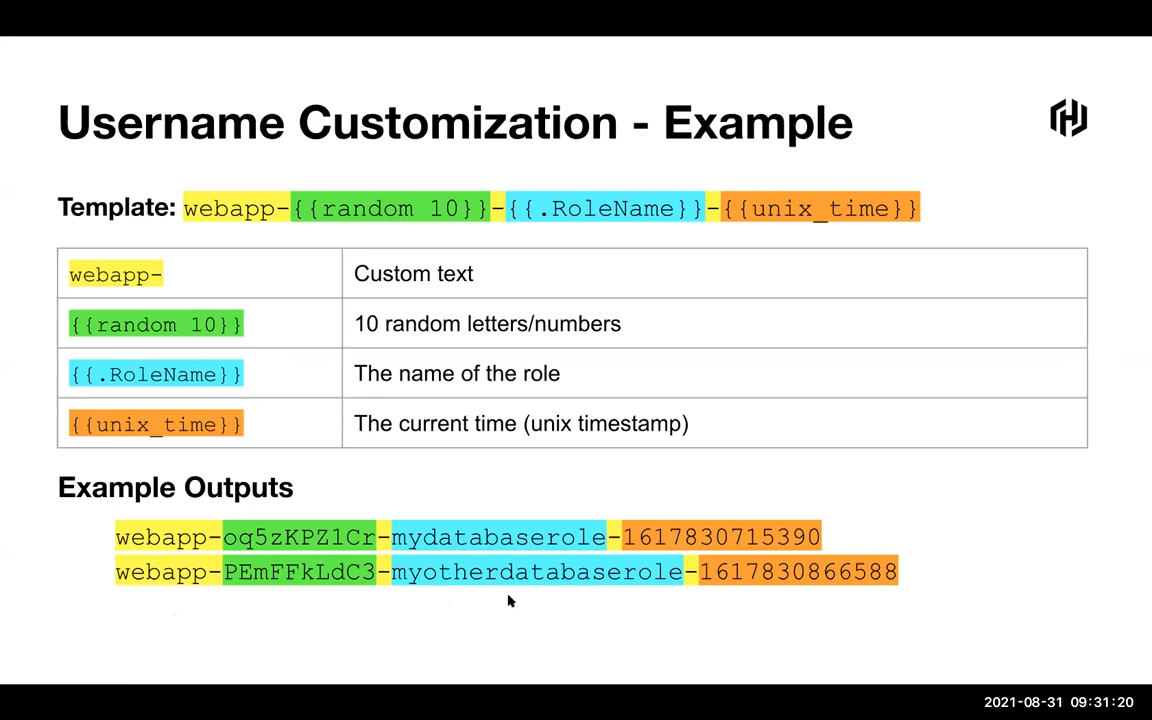 Username Customization - Example
Template: webapp-{{random 10}}-{{.RoleName}}-{{unix_time}}
webapp- Custom text
{{random 10}} 10 random letters/numbers
{{.RoleName}} The name of the role
{{unix_time}} The current time (unix timestamp)
Example Outputs
webapp-oq5zKPZ1Cr-mydatabaserole-1617830715390
webapp-PEmFFkLdC3-myotherdatabaserole-1617830866588
2021-08-31 09:31:20